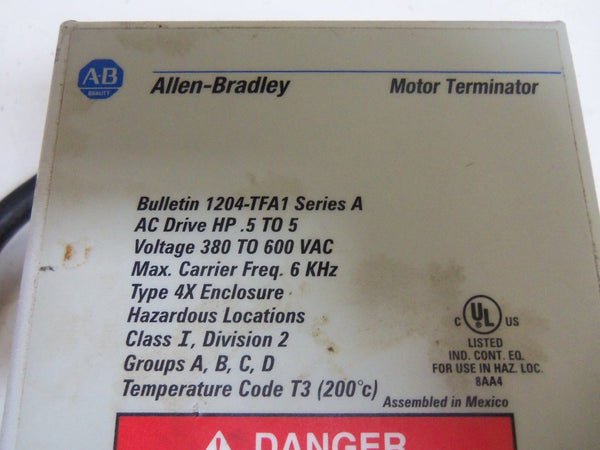 A-B
QUALITY
Allen-Bradley Motor Terminator
Bulletin 1204-TFA1 Series A
AC Drive HP .5 TO 5
Voltage 380 TO 600 VAC
Max. Carrier Freq. 6 KHz
Type 4X Enclosure
Hazardous Locations
Class I, Division 2
Groups A, B, C, D
Temperature Code T3 (200°c)
C UL US
LISTED
IND. CONT. EQ.
FOR USE IN HAZ. LOC.
8AA4
Assembled in Mexico
DANGER